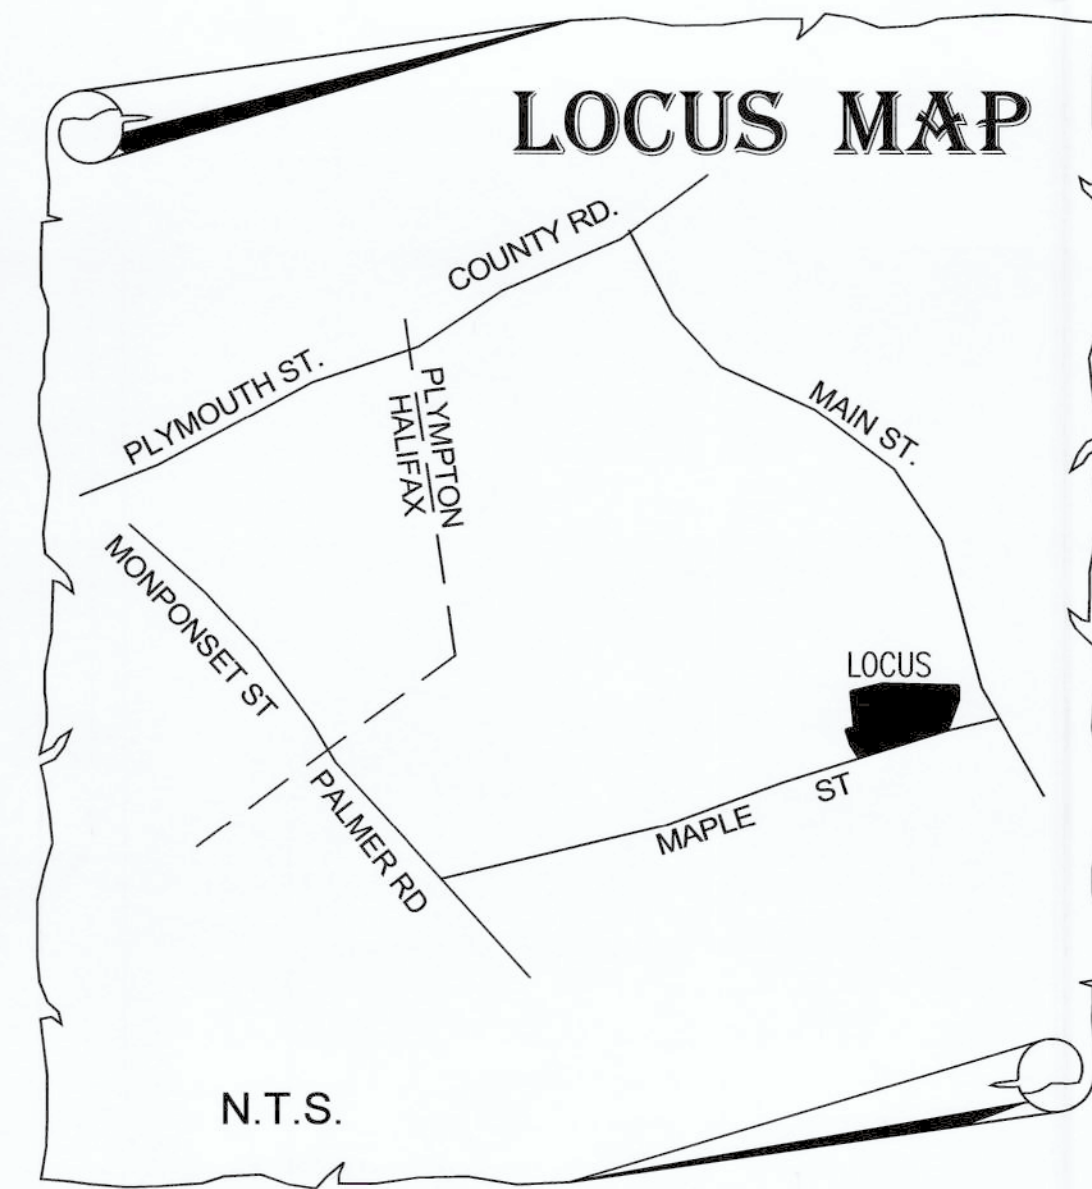 LOCUS MAP
COUNTY RD.
PLYMOUTH ST.
PLYMPTON
HALIFAX
MAIN ST.
MONPONSET ST
LOCUS
PALMER RD
MAPLE ST
N.T.S.